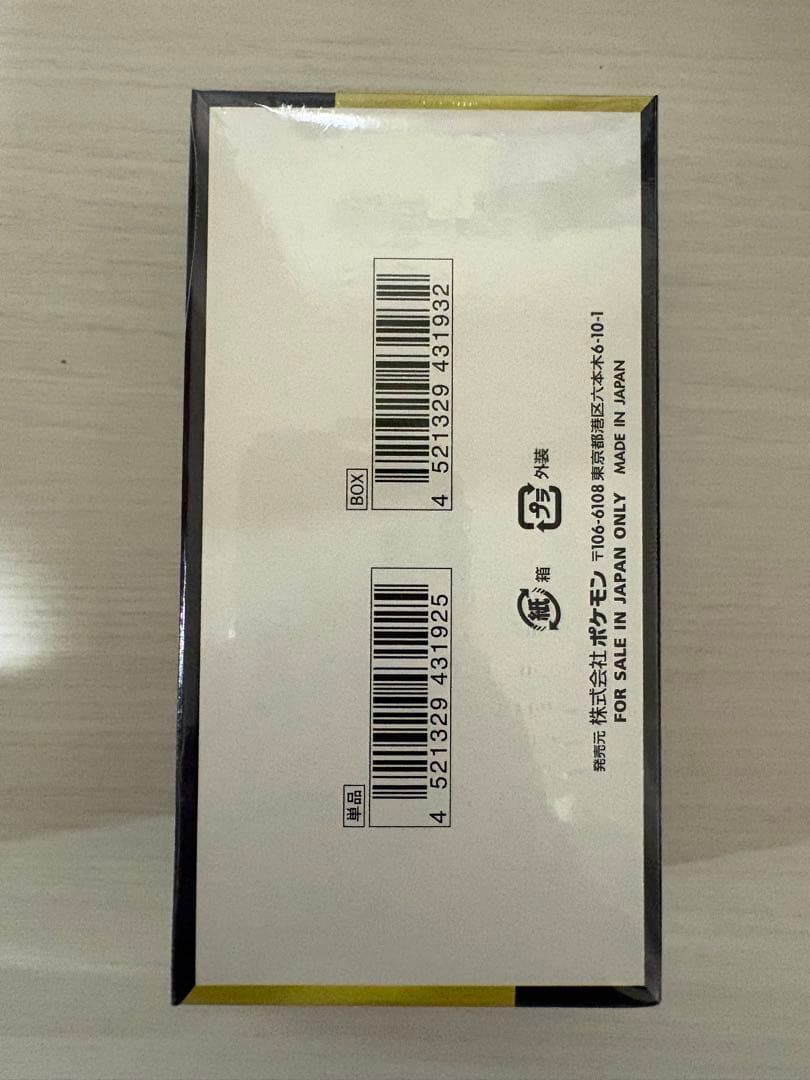 単品
4 521329 431925
BOX
4 521329 431932
紙 箱
プラ 外装
発売元 株式会社ポケモン 〒106-6108 東京都港区六本木6-10-1
FOR SALE IN JAPAN ONLY MADE IN JAPAN